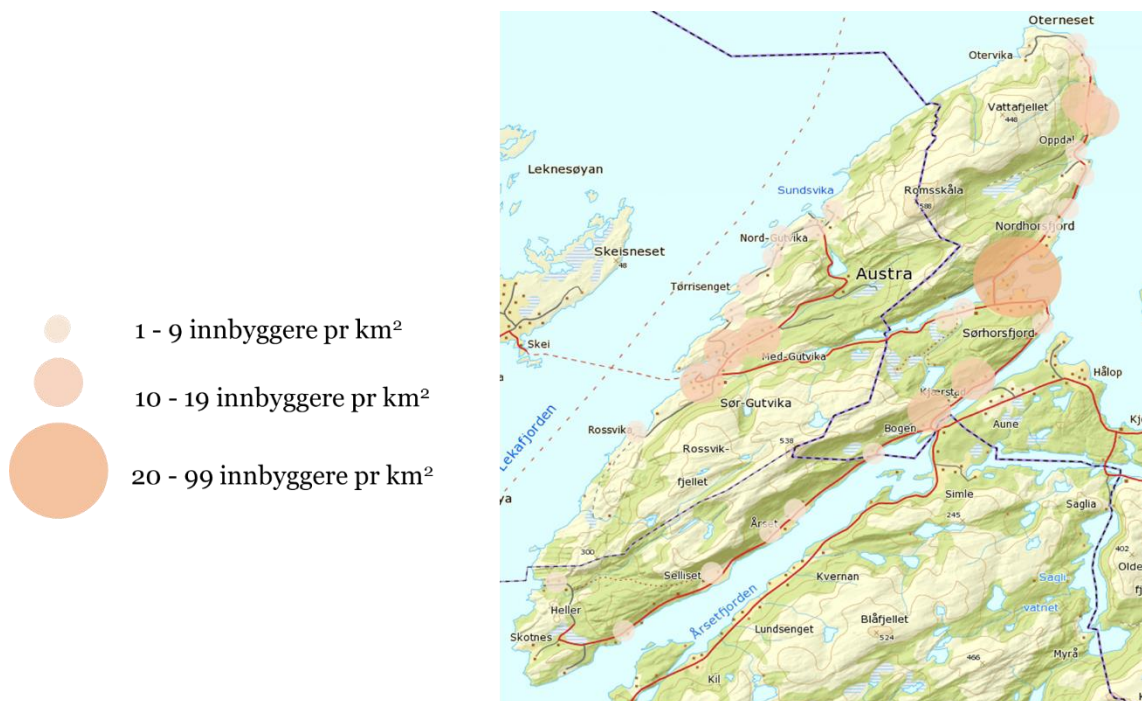 1 - 9 innbyggere pr km²
10 - 19 innbyggere pr km²
20 - 99 innbyggere pr km²
Oterneset
Otervika
Vattafjellet
448
Oppdal
Leknesøyan
Sundsvika
Romsskåla
588
Nordhorsfjord
Nord-Gutvika
Skeisneset
48
Austra
Tørrisenget
Sørhorsfjord
Skei
Med-Gutvika
Hålop
Kjærstad
Sør-Gutvika
Lekafjorden
Rossvika
Bogen
Aune
538
Rossvik-
fjellet
Simle
245
Saglia
Årset
300
402
Selliset
Kvernan
Sagli-
vatnet
Heller
Årsetfjorden
Blåfjellet
524
Skotnes
Lundsenget
466
Myrå
Kil